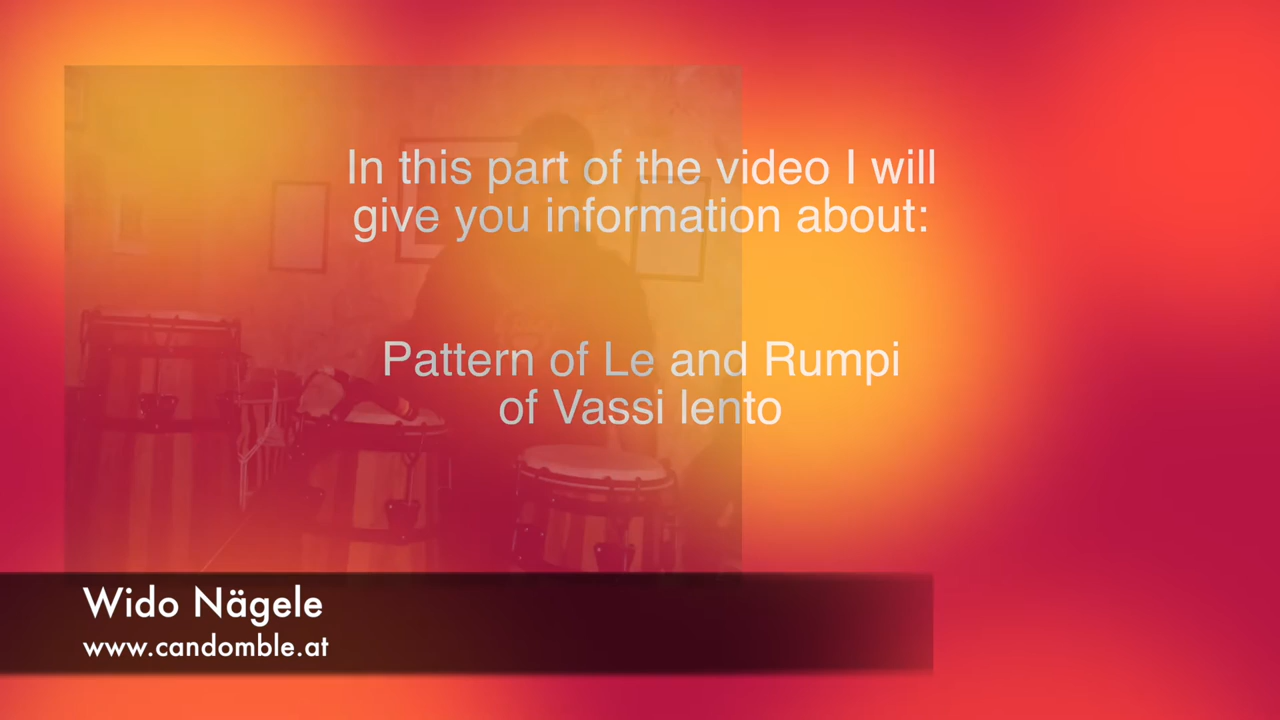 In this part of the video I will
give you information about:
Pattern of Le and Rumpi
of Vassi lento
Wido Nägele
www.candomble.at